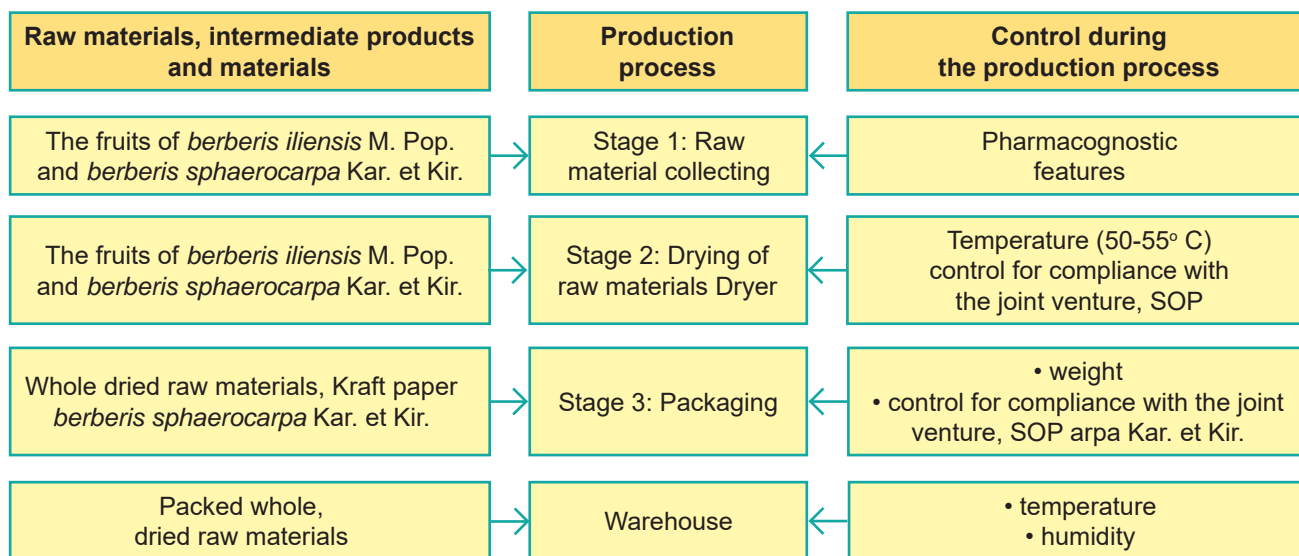 Raw materials, intermediate products
and materials
Production
process
Control during
the production process
The fruits of berberis iliensis M. Pop.
and berberis sphaerocarpa Kar. et Kir.
Stage 1: Raw
material collecting
Pharmacognostic
features
The fruits of berberis iliensis M. Pop.
and berberis sphaerocarpa Kar. et Kir.
Stage 2: Drying of
raw materials Dryer
Temperature (50-55º C)
control for compliance with
the joint venture, SOP
Whole dried raw materials, Kraft paper
berberis sphaerocarpa Kar. et Kir.
Stage 3: Packaging
• weight
• control for compliance with the joint
venture, SOP arpa Kar. et Kir.
Packed whole,
dried raw materials
Warehouse
• temperature
• humidity